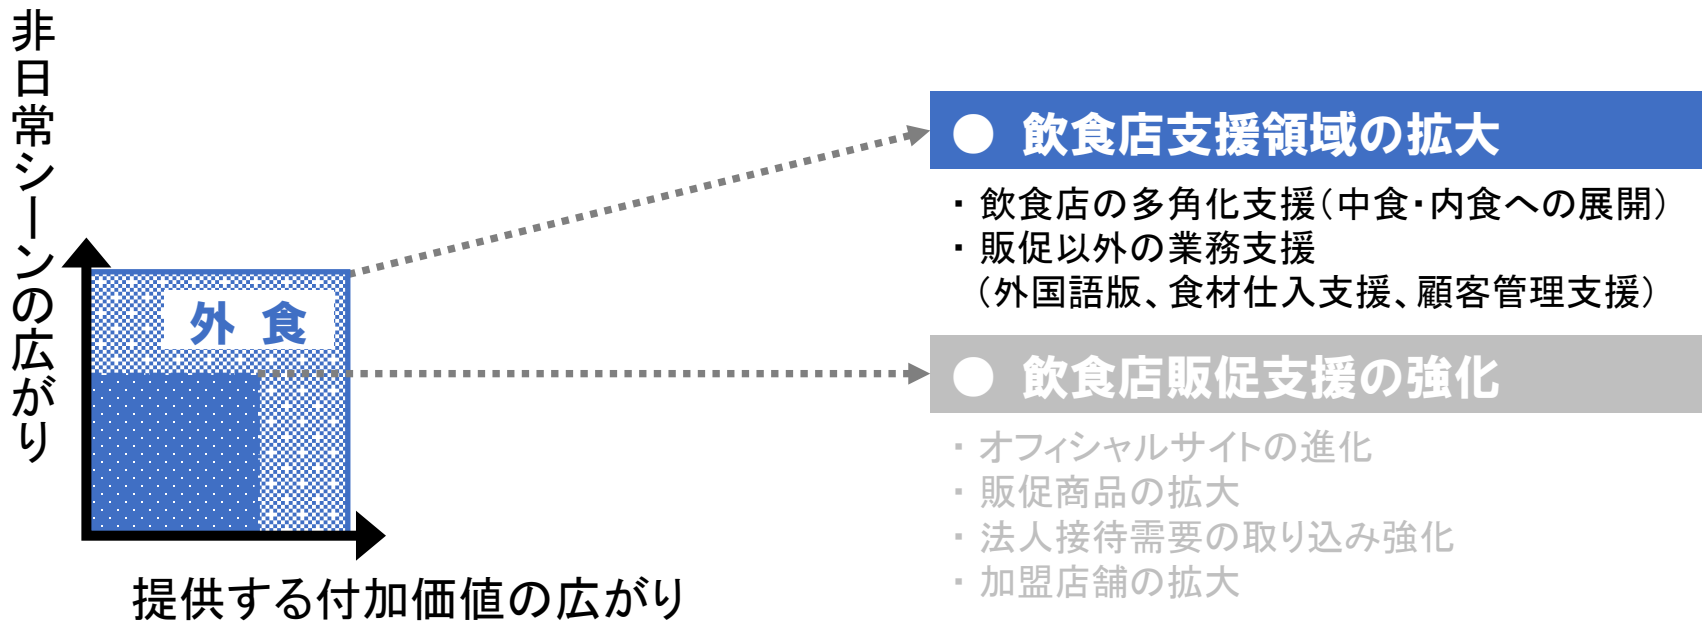 非日常シーンの広がり
外 食
提供する付加価値の広がり
● 飲食店支援領域の拡大
・ 飲食店の多角化支援（中食・内食への展開）
・ 販促以外の業務支援
（外国語版、食材仕入支援、顧客管理支援）
● 飲食店販促支援の強化
・ オフィシャルサイトの進化
・ 販促商品の拡大
・ 法人接待需要の取り込み強化
・ 加盟店舗の拡大